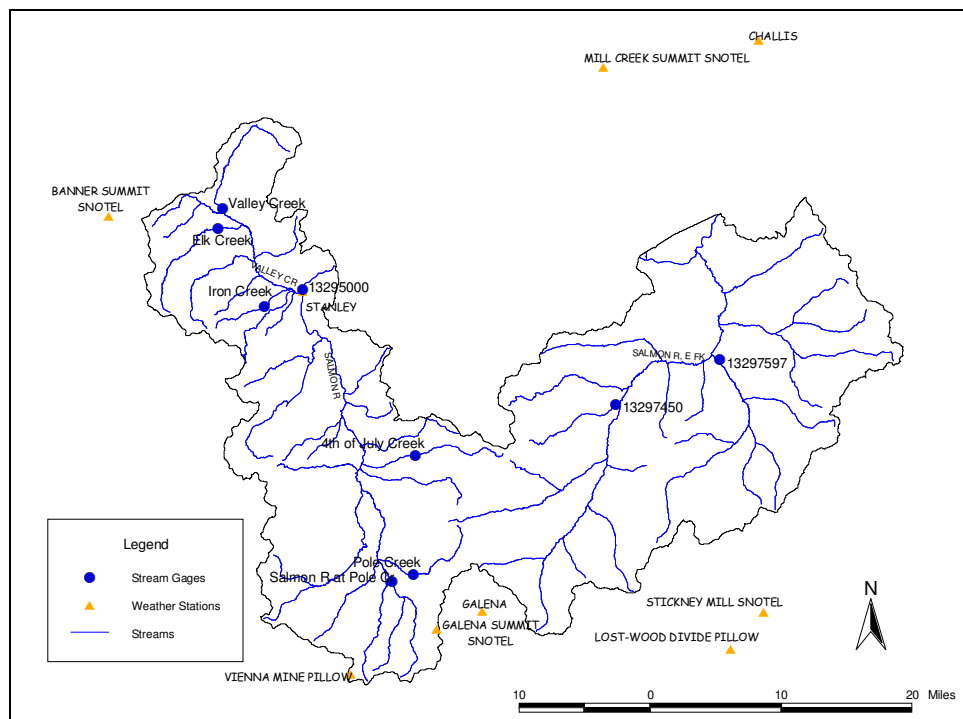 CHALLIS
MILL CREEK SUMMIT SNOTEL
BANNER SUMMIT
SNOTEL
Valley Creek
Elk Creek
VALLEY CR
13295000
Iron Creek
STANLEY
SALMON R
SALMON R, E FK
13297597
13297450
4th of July Creek
Legend
Stream Gages
Weather Stations
Streams
Pole Creek
Salmon R at Pole Cr
GALENA
GALENA SUMMIT
SNOTEL
STICKNEY MILL SNOTEL
LOST-WOOD DIVIDE PILLOW
VIENNA MINE PILLOW
N
10 0 10 20 Miles